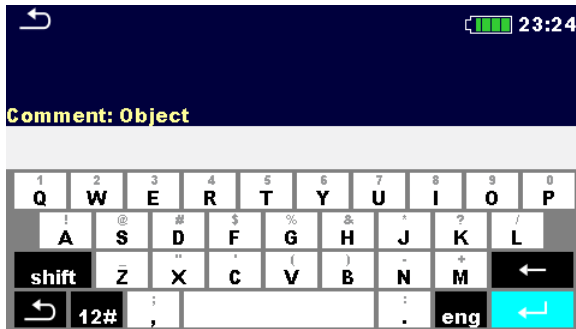 23:24
Comment: Object
1 2 3 4 5 6 7 8 9 0
Q W E R T Y U I O P
! @ # $ % & * ? /
A S D F G H J K L
_ " ' ( ) +
shift Z X C V B N M ←
; :
12# , . eng